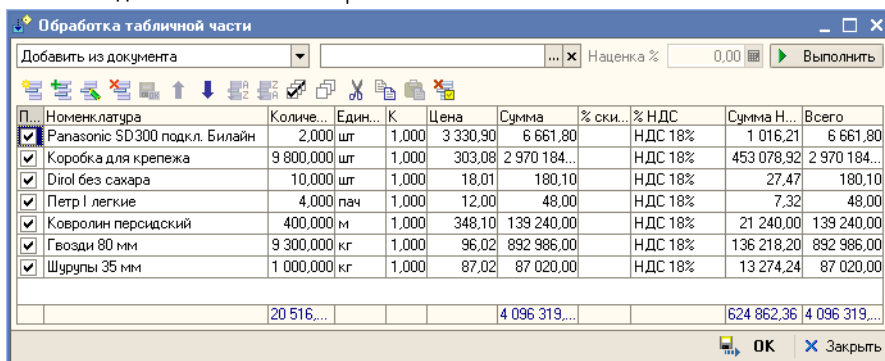 Обработка табличной части
Добавить из документа ... x Наценка % 0,00 Выполнить
П... Номенклатура Количе... Един... К Цена Сумма % ски... % НДС Сумма Н... Всего
Panasonic SD300 подкл. Билайн 2,000 шт 1,000 3 330,90 6 661,80 НДС 18% 1 016,21 6 661,80
Коробка для крепежа 9 800,000 шт 1,000 303,08 2 970 184... НДС 18% 453 078,92 2 970 184...
Dirol без сахара 10,000 шт 1,000 18,01 180,10 НДС 18% 27,47 180,10
Петр I легкие 4,000 пач 1,000 12,00 48,00 НДС 18% 7,32 48,00
Ковролин персидский 400,000 м 1,000 348,10 139 240,00 НДС 18% 21 240,00 139 240,00
Гвозди 80 мм 9 300,000 кг 1,000 96,02 892 986,00 НДС 18% 136 218,20 892 986,00
Шурупы 35 мм 1 000,000 кг 1,000 87,02 87 020,00 НДС 18% 13 274,24 87 020,00
20 516,... 4 096 319,... 624 862,36 4 096 319,...
OK Закрыть